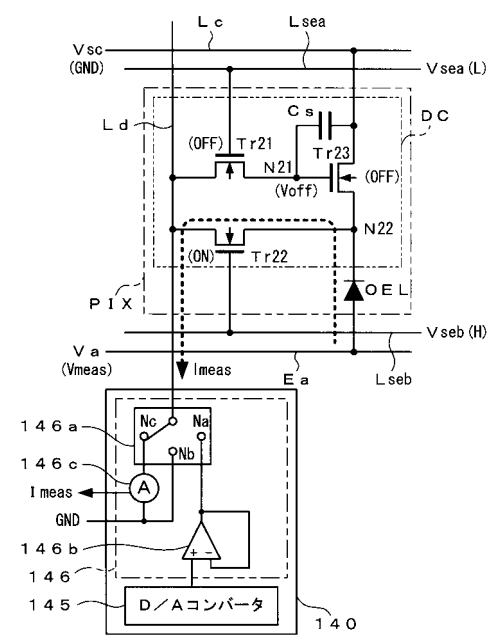 Lc
Lsea
Vsc
(GND)
Vsea(L)
Ld
Cs
DC
(OFF)
Tr21
N21
Tr23
(OFF)
(Voff)
N22
(ON)
Tr22
PIX
OEL
Vseb(H)
Va
(Vmeas)
Imeas
Ea
Lseb
146a
Nc
Na
Nb
146c
A
Imeas
GND
146b
+ -
146
145
D/Aコンバータ
140